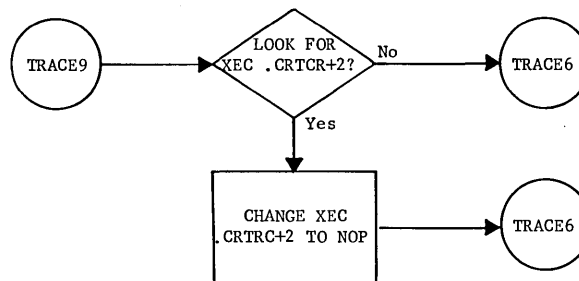 TRACE9
LOOK FOR
XEC .CRTCR+2?
No
TRACE6
Yes
CHANGE XEC
.CRTRC+2 TO NOP
TRACE6